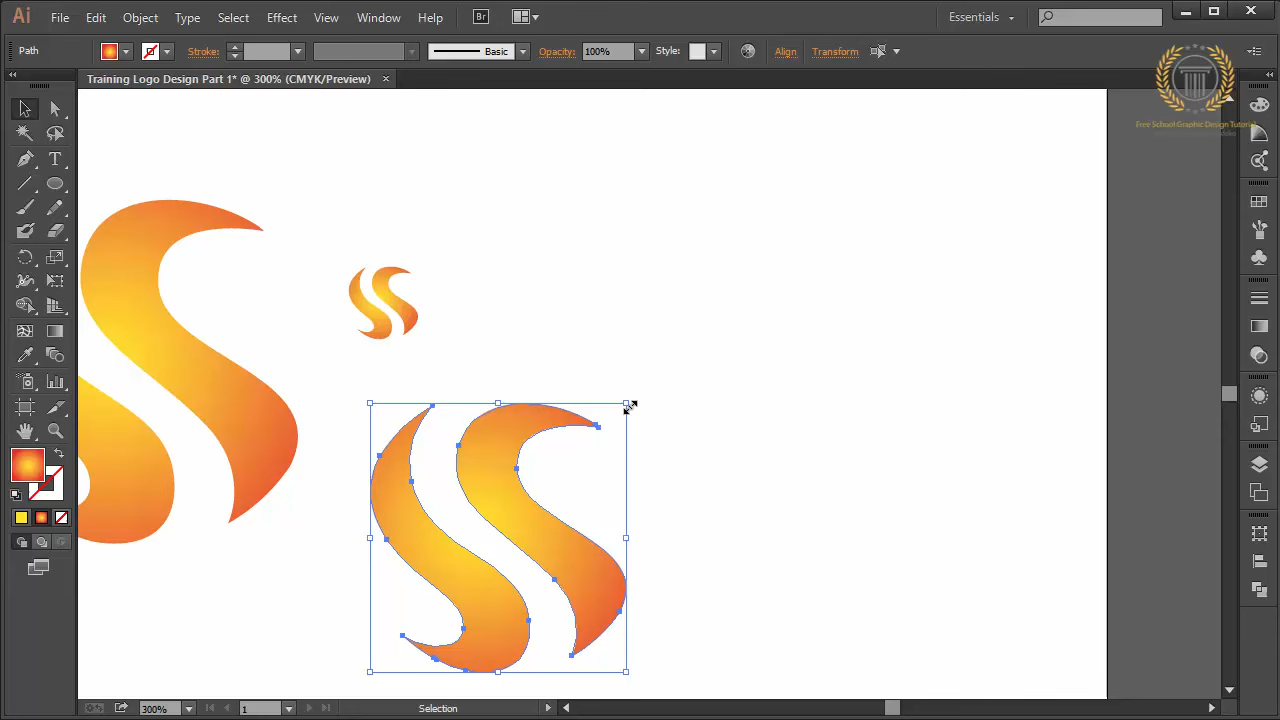 Ai File Edit Object Type Select Effect View Window Help Br Essentials
Path Stroke: Basic Opacity: 100% Style: Align Transform
Training Logo Design Part 1* @ 300% (CMYK/Preview) ×
Free School Graphic Design Tutorial
T
300% 1 Selection